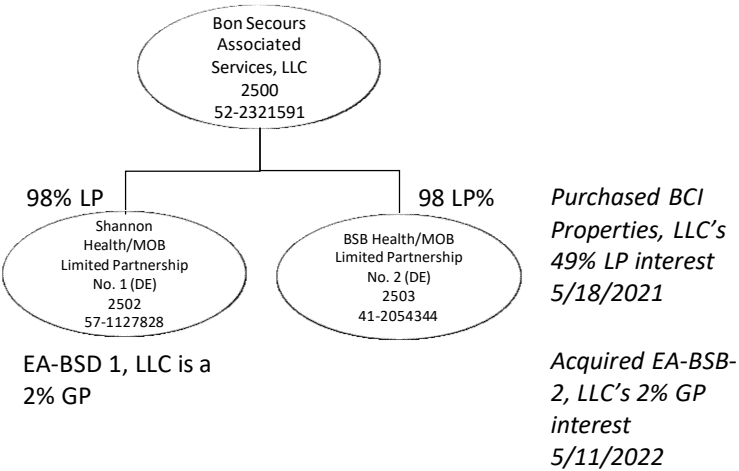 Bon Secours
Associated
Services, LLC
2500
52-2321591
98% LP
98 LP%
Shannon
Health/MOB
Limited Partnership
No. 1 (DE)
2502
57-1127828
BSB Health/MOB
Limited Partnership
No. 2 (DE)
2503
41-2054344
EA-BSD 1, LLC is a
2% GP
Purchased BCI
Properties, LLC’s
49% LP interest
5/18/2021
Acquired EA-BSB-
2, LLC’s 2% GP
interest
5/11/2022